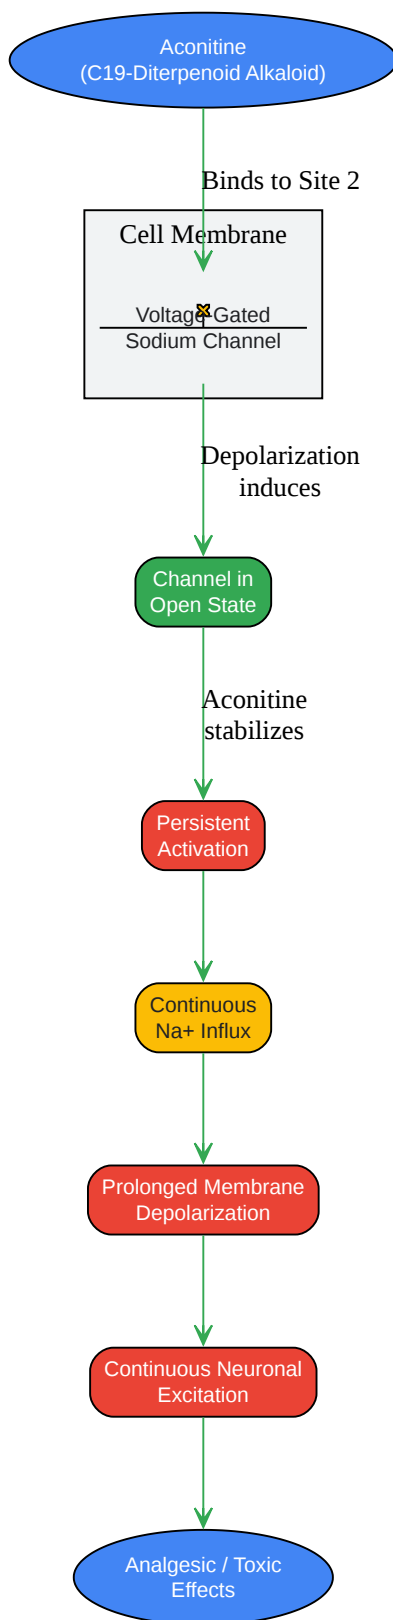 Aconitine
(C19-Diterpenoid Alkaloid)
Binds to Site 2
Cell Membrane
Voltage-Gated
Sodium Channel
Depolarization
induces
Channel in
Open State
Aconitine
stabilizes
Persistent
Activation
Continuous
Na+ Influx
Prolonged Membrane
Depolarization
Continuous Neuronal
Excitation
Analgesic / Toxic
Effects